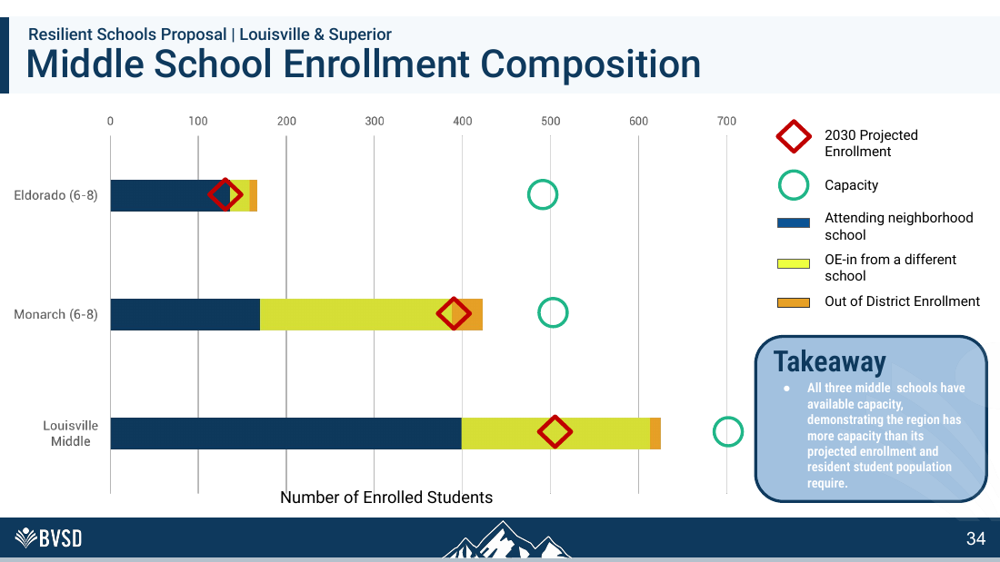 Resilient Schools Proposal | Louisville & Superior
Middle School Enrollment Composition
0 100 200 300 400 500 600 700
Eldorado (6-8)
Monarch (6-8)
Louisville
Middle
Number of Enrolled Students
2030 Projected
Enrollment
Capacity
Attending neighborhood
school
OE-in from a different
school
Out of District Enrollment
Takeaway
● All three middle schools have
available capacity,
demonstrating the region has
more capacity than its
projected enrollment and
resident student population
require.
BVSD
34